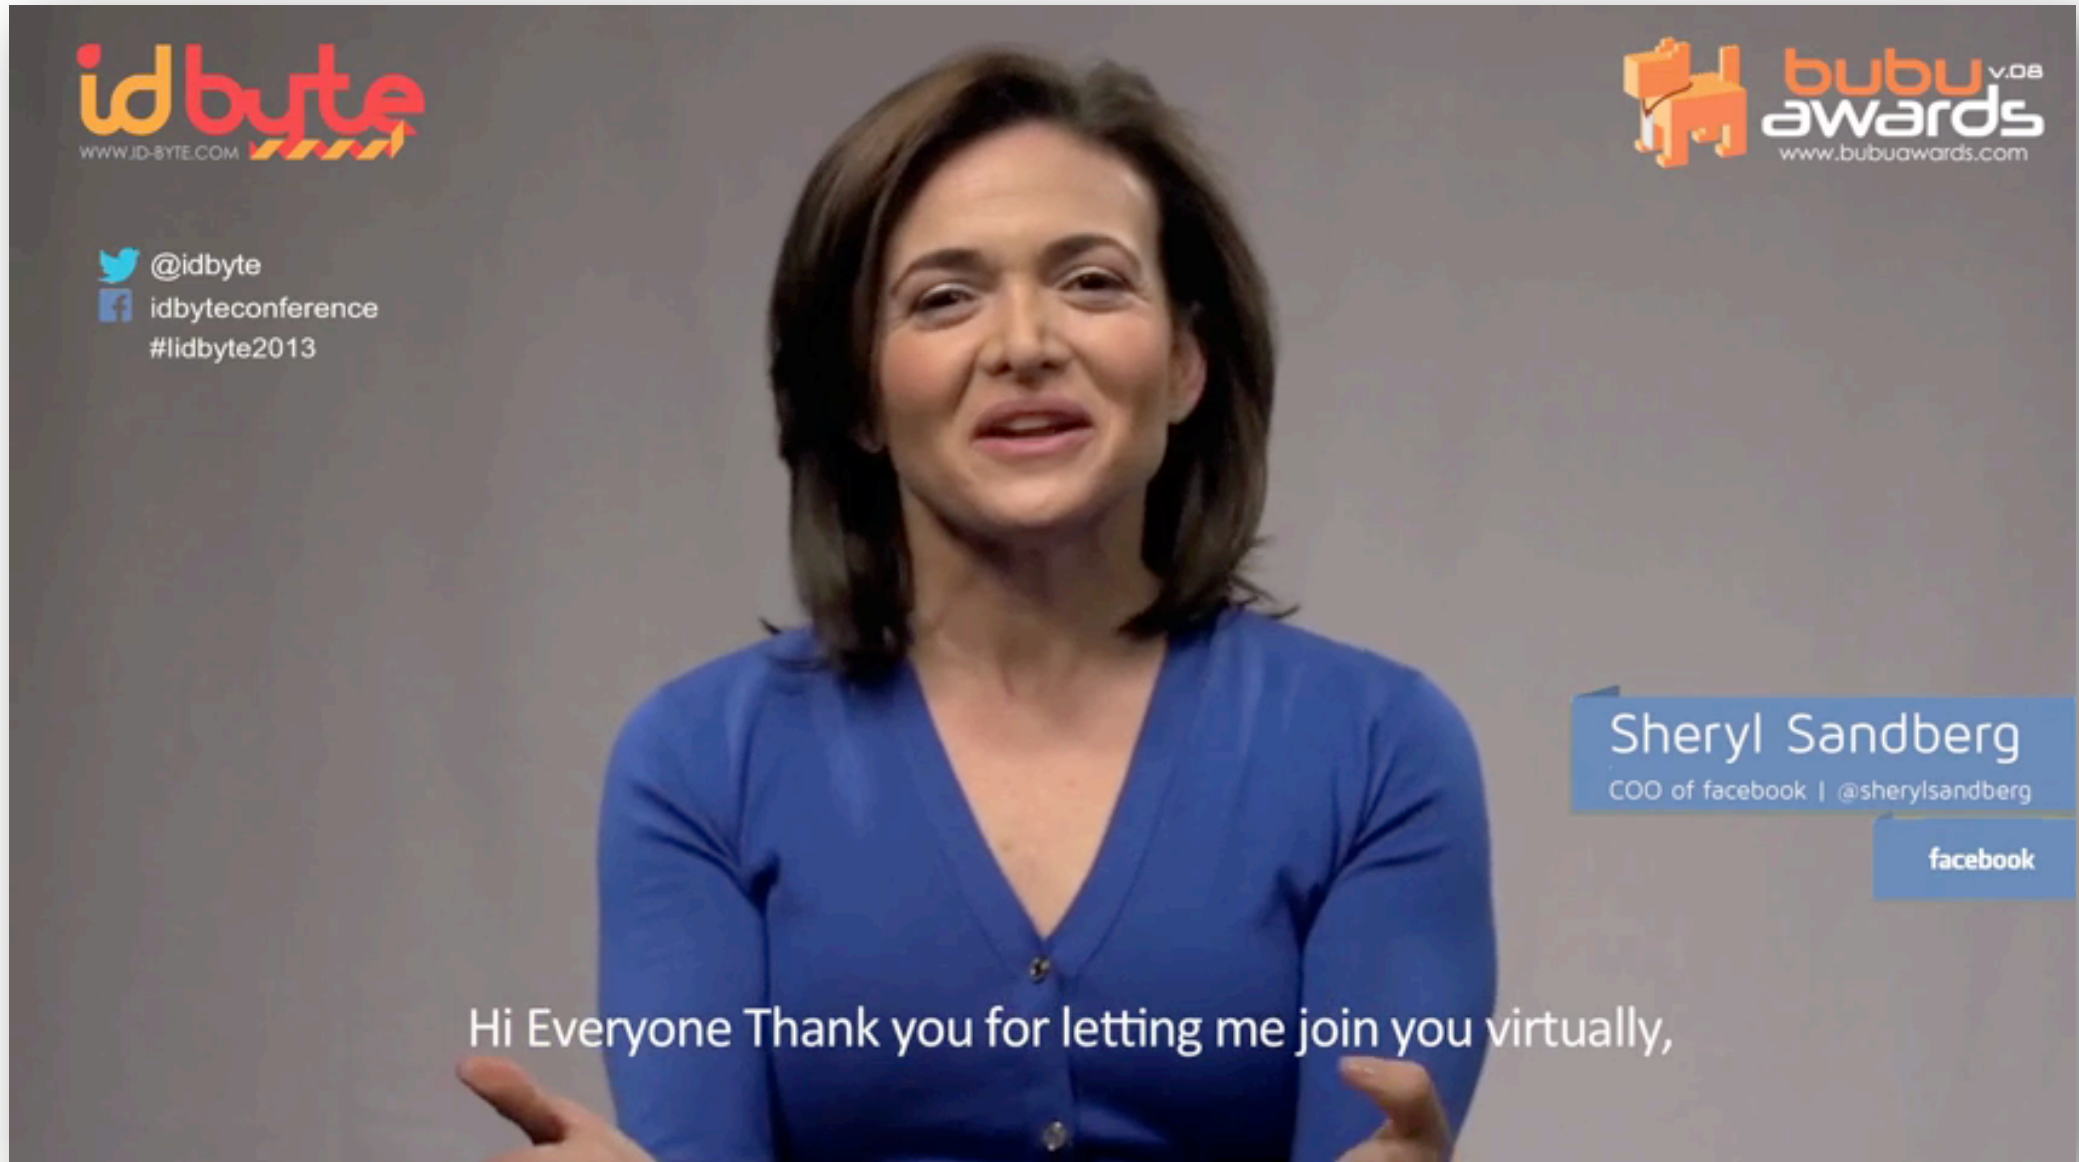 idbyte
WWW.ID-BYTE.COM
bubu v.08
awards
www.bubuawards.com
@idbyte
idbyteconference
#Iidbyte2013
Sheryl Sandberg
COO of facebook | @sherylsandberg
facebook
Hi Everyone Thank you for letting me join you virtually,